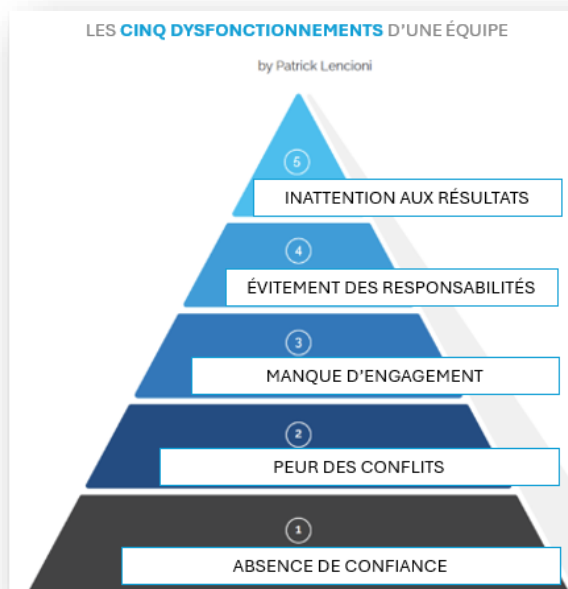 LES CINQ DYSFONCTIONNEMENTS D'UNE ÉQUIPE
by Patrick Lencioni
5
INATTENTION AUX RÉSULTATS
4
ÉVITEMENT DES RESPONSABILITÉS
3
MANQUE D'ENGAGEMENT
2
PEUR DES CONFLITS
1
ABSENCE DE CONFIANCE